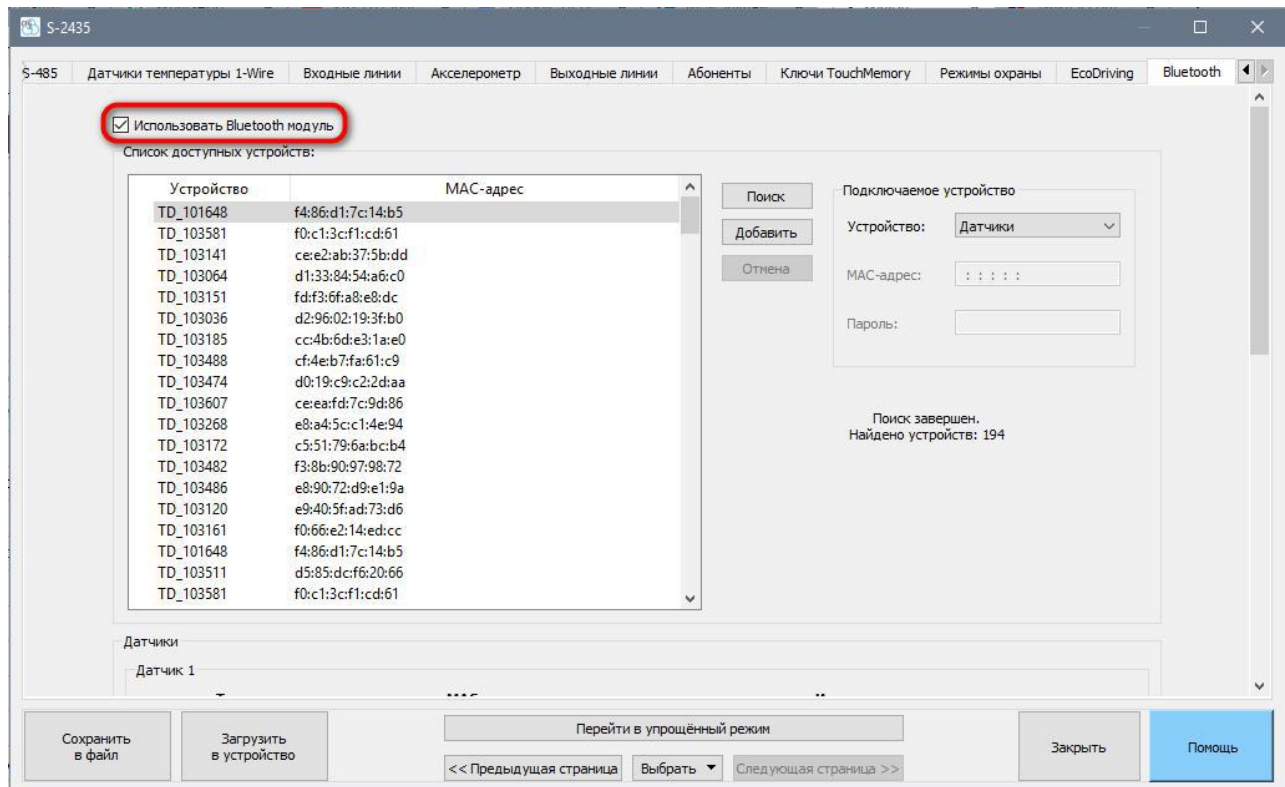 S-2435
S-485 Датчики температуры 1-Wire Входные линии Акселерометр Выходные линии Абоненты Ключи TouchMemory Режимы охраны EcoDriving Bluetooth
Использовать Bluetooth модуль
Список доступных устройств:
Устройство MAC-адрес
TD_101648 f4:86:d1:7c:14:b5
TD_103581 f0:c1:3c:f1:cd:61
TD_103141 ce:e2:ab:37:5b:dd
TD_103064 d1:33:84:54:a6:c0
TD_103151 fd:f3:6f:a8:e8:dc
TD_103036 d2:96:02:19:3f:b0
TD_103185 cc:4b:6d:e3:1a:e0
TD_103488 cf:4e:b7:fa:61:c9
TD_103474 d0:19:c9:c2:2d:aa
TD_103607 ce:ea:fd:7c:9d:86
TD_103268 e8:a4:5c:c1:4e:94
TD_103172 c5:51:79:6a:bc:b4
TD_103482 f3:8b:90:97:98:72
TD_103486 e8:90:72:d9:e1:9a
TD_103120 e9:40:5f:ad:73:d6
TD_103161 f0:66:e2:14:ed:cc
TD_101648 f4:86:d1:7c:14:b5
TD_103511 d5:85:dc:f6:20:66
TD_103581 f0:c1:3c:f1:cd:61
Поиск
Добавить
Отмена
Подключаемое устройство
Устройство: Датчики
MAC-адрес: : : : : :
Пароль:
Поиск завершен.
Найдено устройств: 194
Датчики
Датчик 1
Сохранить
в файл
Загрузить
в устройство
Перейти в упрощённый режим
<< Предыдущая страница Выбрать Следующая страница >>
Закрыть
Помощь